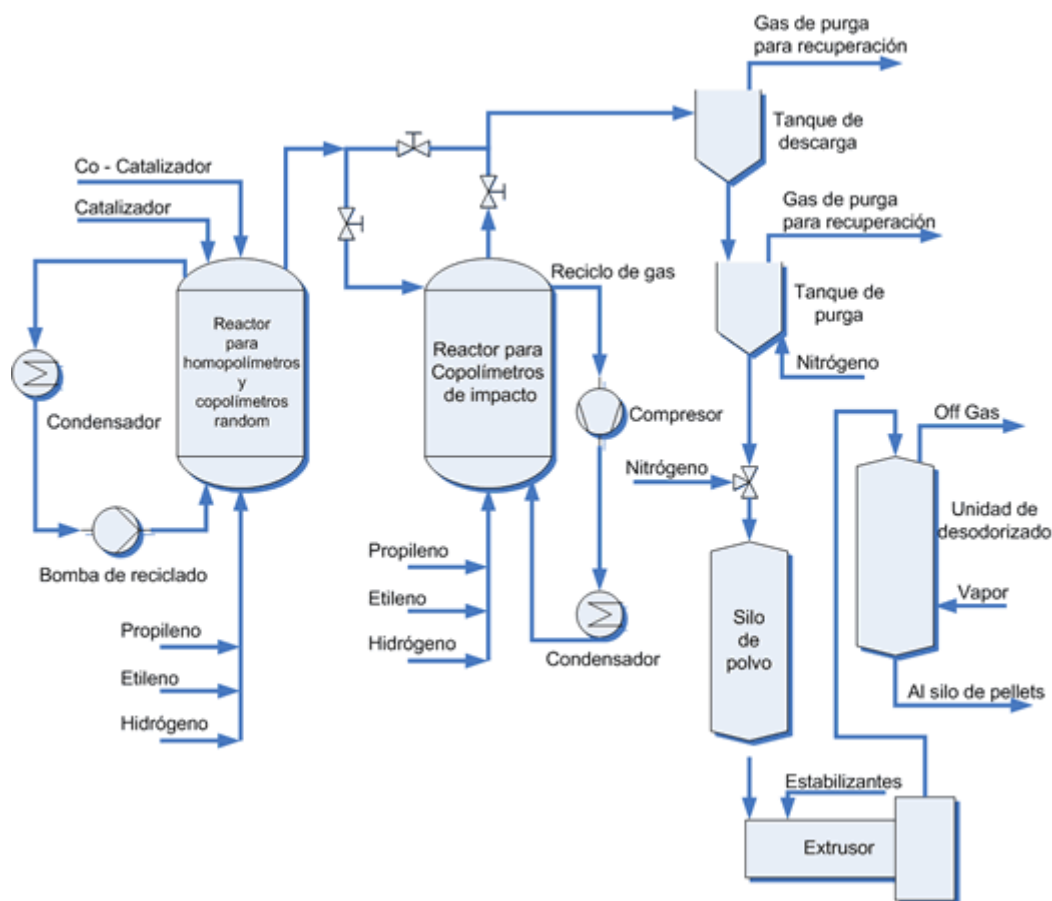 Gas de purga
para recuperación
Tanque de
descarga
Co - Catalizador
Catalizador
Gas de purga
para recuperación
Reciclo de gas
Tanque de
purga
Nitrógeno
Reactor
para
homopolímetros
y
copolímetros
random
Reactor para
Copolímetros
de impacto
Condensador
Compresor
Off Gas
Nitrógeno
Unidad de
desodorizado
Bomba de reciclado
Propileno
Etileno
Hidrógeno
Condensador
Vapor
Silo
de
polvo
Propileno
Etileno
Hidrógeno
Al silo de pellets
Estabilizantes
Extrusor